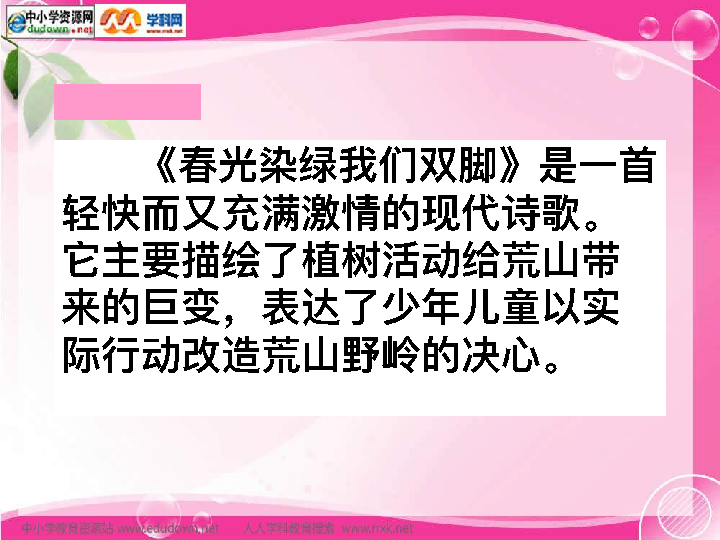 中小学资源网
dudown.net
学科网
www.nxk.net
《春光染绿我们双脚》是一首
轻快而又充满激情的现代诗歌。
它主要描绘了植树活动给荒山带
来的巨变，表达了少年儿童以实
际行动改造荒山野岭的决心。
中小学教育资源站 www.edudown.net 人人学科教育搜索 www.nxk.net